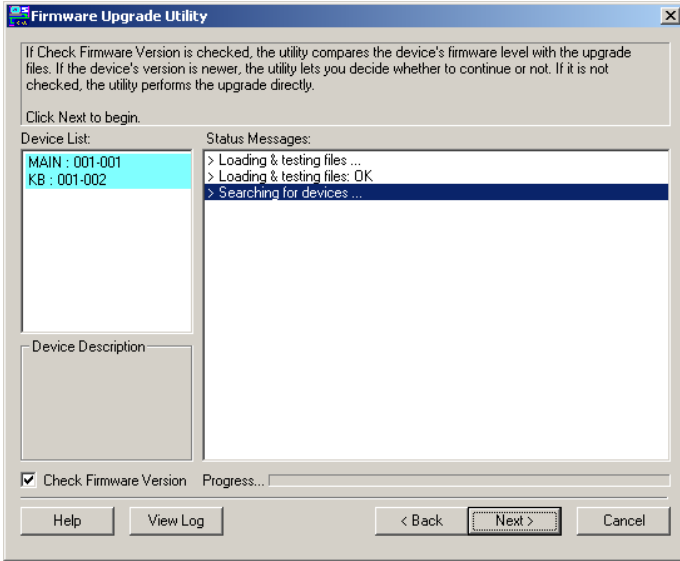 Firmware Upgrade Utility
If Check Firmware Version is checked, the utility compares the device's firmware level with the upgrade
files. If the device's version is newer, the utility lets you decide whether to continue or not. If it is not
checked, the utility performs the upgrade directly.
Click Next to begin.
Device List:
MAIN : 001-001
KB : 001-002
Status Messages:
> Loading & testing files ...
> Loading & testing files: OK
> Searching for devices ...
Device Description
Check Firmware Version
Progress...
Help
View Log
< Back
Next >
Cancel